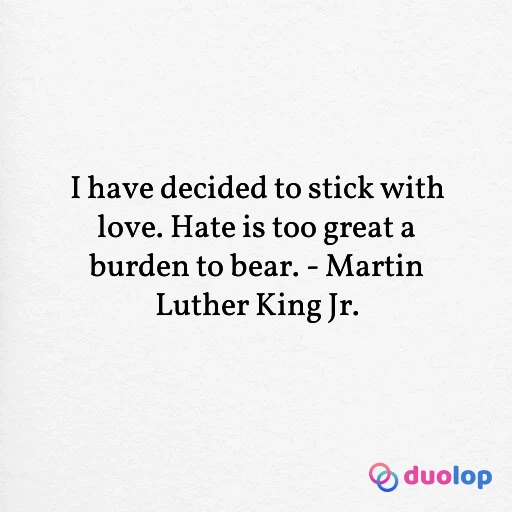 I have decided to stick with
love. Hate is too great a
burden to bear. - Martin
Luther King Jr.
duolop